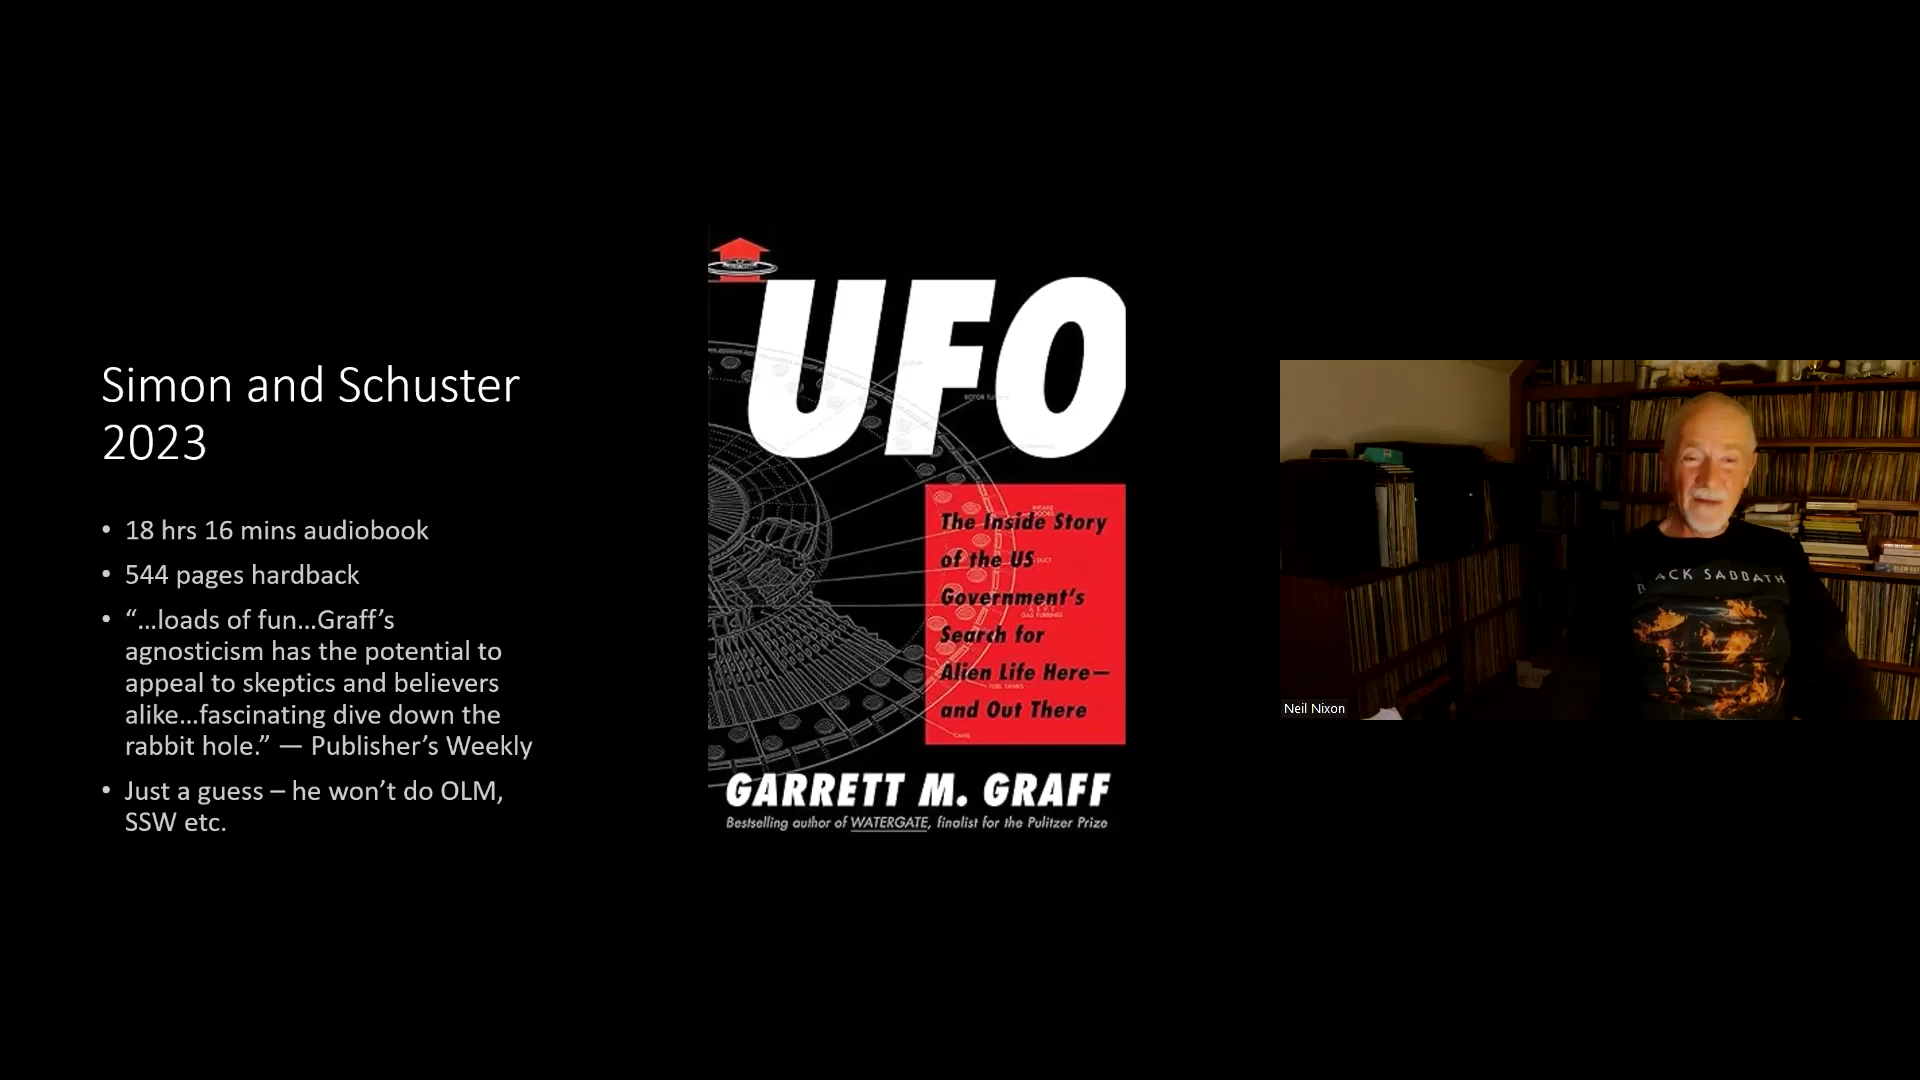 Simon and Schuster
2023
• 18 hrs 16 mins audiobook
• 544 pages hardback
• “…loads of fun…Graff’s
agnosticism has the potential to
appeal to skeptics and believers
alike…fascinating dive down the
rabbit hole.” — Publisher’s Weekly
• Just a guess – he won’t do OLM,
SSW etc.
UFO
The Inside Story
of the US
Government’s
Search for
Alien Life Here—
and Out There
GARRETT M. GRAFF
Bestselling author of WATERGATE, finalist for the Pulitzer Prize
ACK SABBATH
Neil Nixon